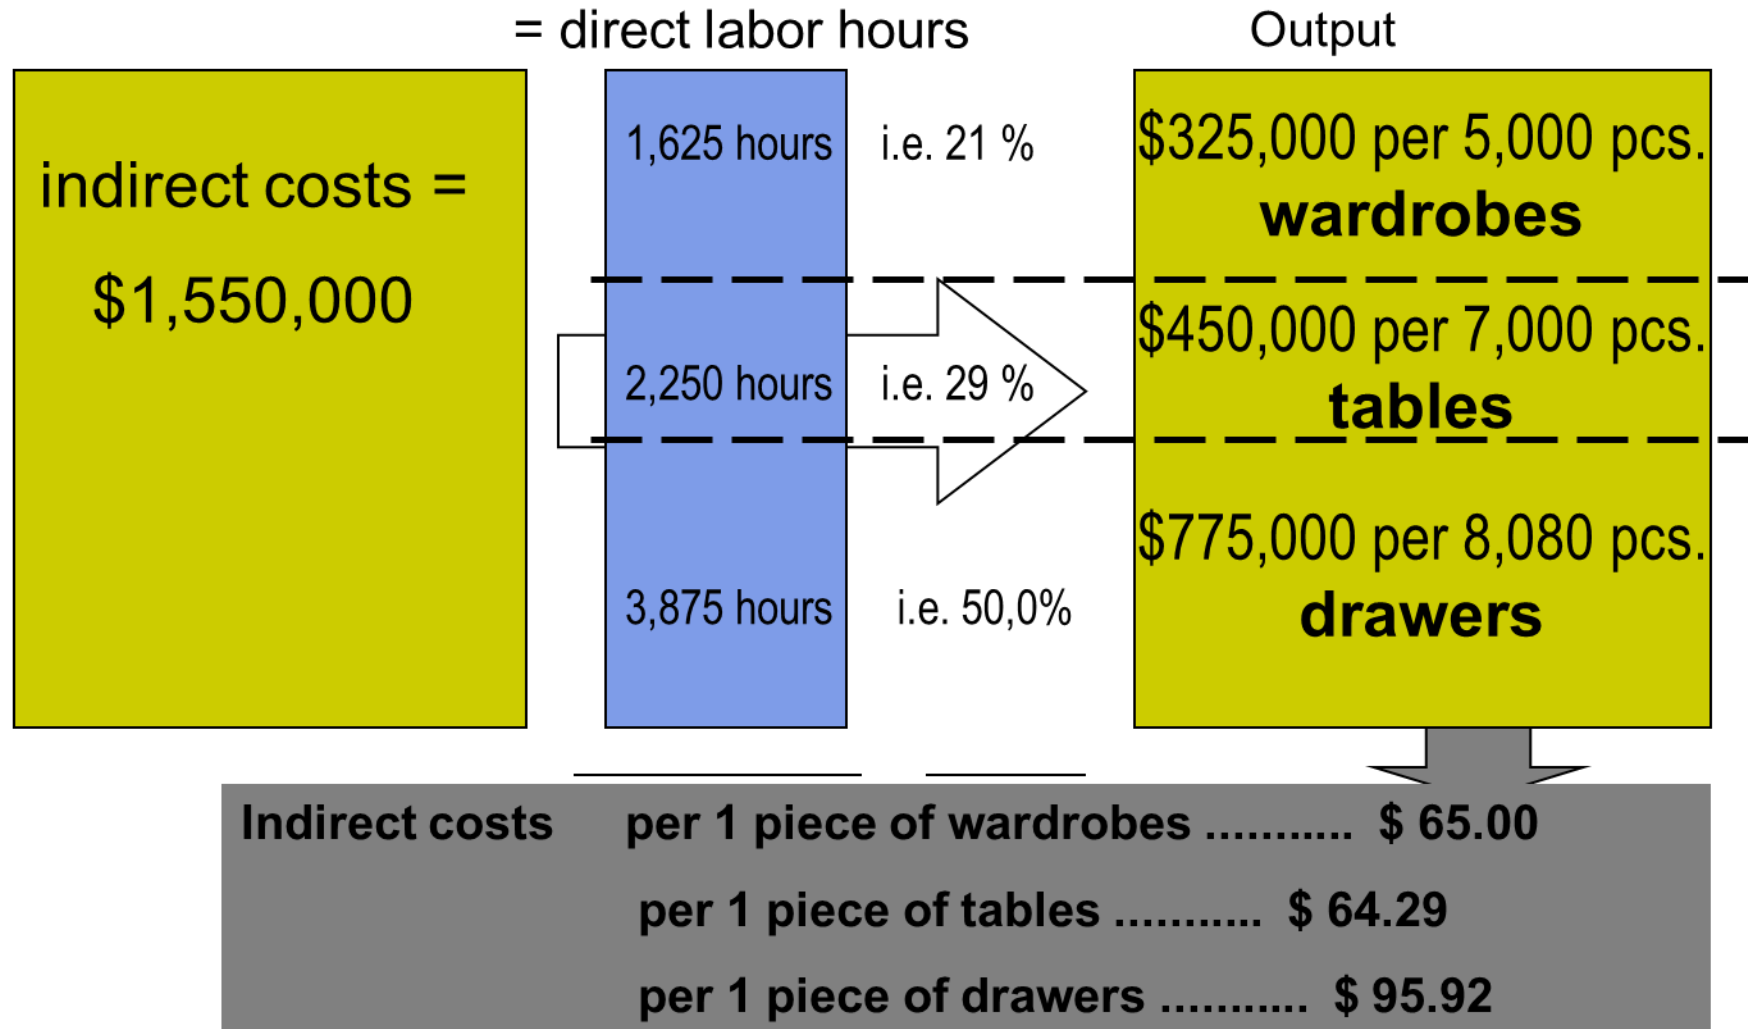 = direct labor hours
Output
indirect costs =
$1,550,000
1,625 hours
i.e. 21 %
$325,000 per 5,000 pcs.
wardrobes
2,250 hours
i.e. 29 %
$450,000 per 7,000 pcs.
tables
3,875 hours
i.e. 50,0%
$775,000 per 8,080 pcs.
drawers
Indirect costs per 1 piece of wardrobes ........... $ 65.00
per 1 piece of tables ........... $ 64.29
per 1 piece of drawers ........... $ 95.92